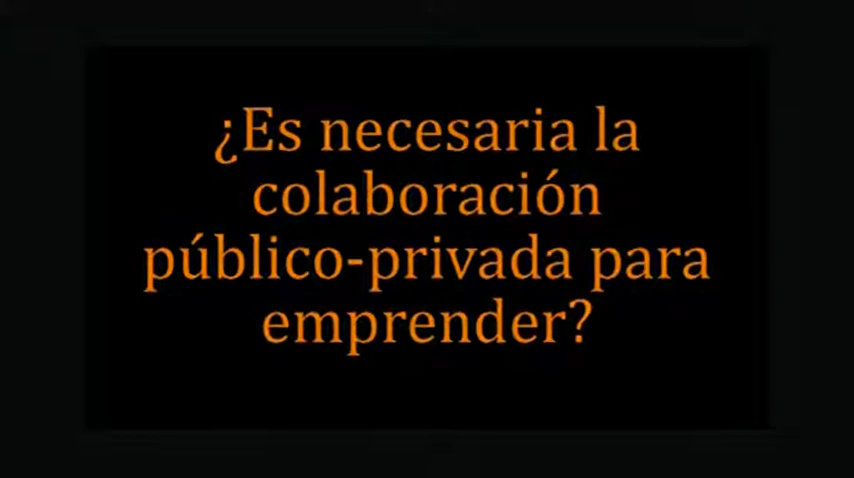 ¿Es necesaria la
colaboración
público-privada para
emprender?